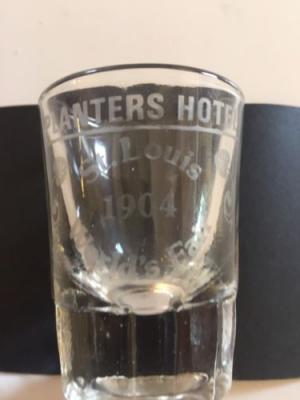 PLANTERS HOTEL
St. Louis
1904
World's Fair